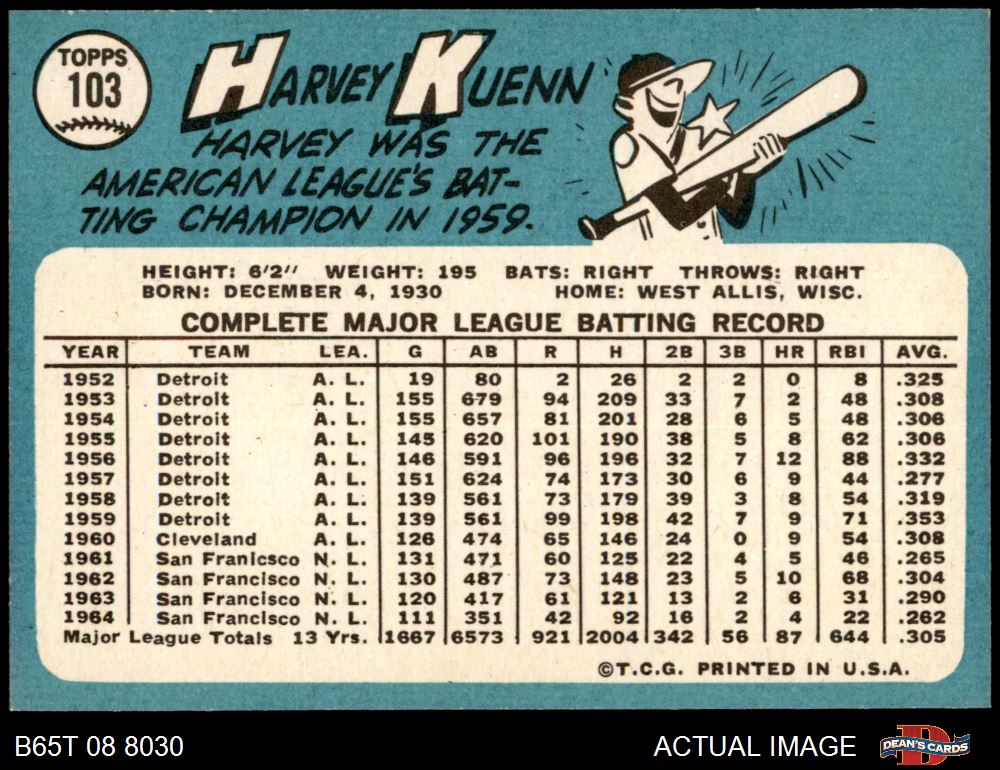 TOPPS
103
HARVEY KUENN
HARVEY WAS THE
AMERICAN LEAGUE'S BAT-
TING CHAMPION IN 1959.
HEIGHT: 6'2" WEIGHT: 195 BATS: RIGHT THROWS: RIGHT
BORN: DECEMBER 4, 1930 HOME: WEST ALLIS, WISC.
COMPLETE MAJOR LEAGUE BATTING RECORD
YEAR TEAM LEA. G AB R H 2B 3B HR RBI AVG.
1952 Detroit A. L. 19 80 2 26 2 2 0 8 .325
1953 Detroit A. L. 155 679 94 209 33 7 2 48 .308
1954 Detroit A. L. 155 657 81 201 28 6 5 48 .306
1955 Detroit A. L. 145 620 101 190 38 5 8 62 .306
1956 Detroit A. L. 146 591 96 196 32 7 12 88 .332
1957 Detroit A. L. 151 624 74 173 30 6 9 44 .277
1958 Detroit A. L. 139 561 73 179 39 3 8 54 .319
1959 Detroit A. L. 139 561 99 198 42 7 9 71 .353
1960 Cleveland A. L. 126 474 65 146 24 0 9 54 .308
1961 San Franicsco N. L. 131 471 60 125 22 4 5 46 .265
1962 San Francisco N. L. 130 487 73 148 23 5 10 68 .304
1963 San Francisco N. L. 120 417 61 121 13 2 6 31 .290
1964 San Francisco N. L. 111 351 42 92 16 2 4 22 .262
Major League Totals 13 Yrs. 1667 6573 921 2004 342 56 87 644 .305
©T.C.G. PRINTED IN U.S.A.
B65T 08 8030 ACTUAL IMAGE D DEAN'S CARDS